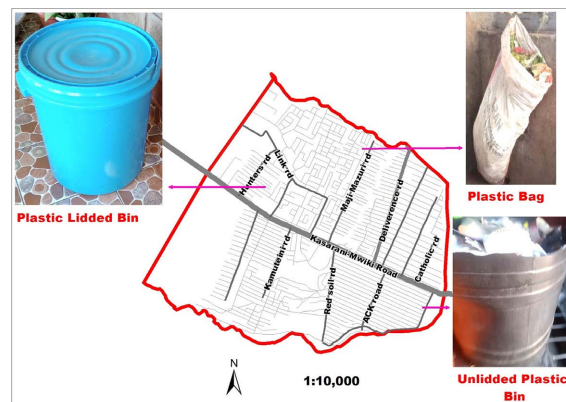 Plastic Lidded Bin
Plastic Bag
Unlidded Plastic
Bin
Hunters rd
Link rd
Maji Mazuri rd
Deliverence rd
Catholic rd
Kasarani-Mwiki Road
Kamuteini rd
Red soil rd
ACK road
N
1:10,000